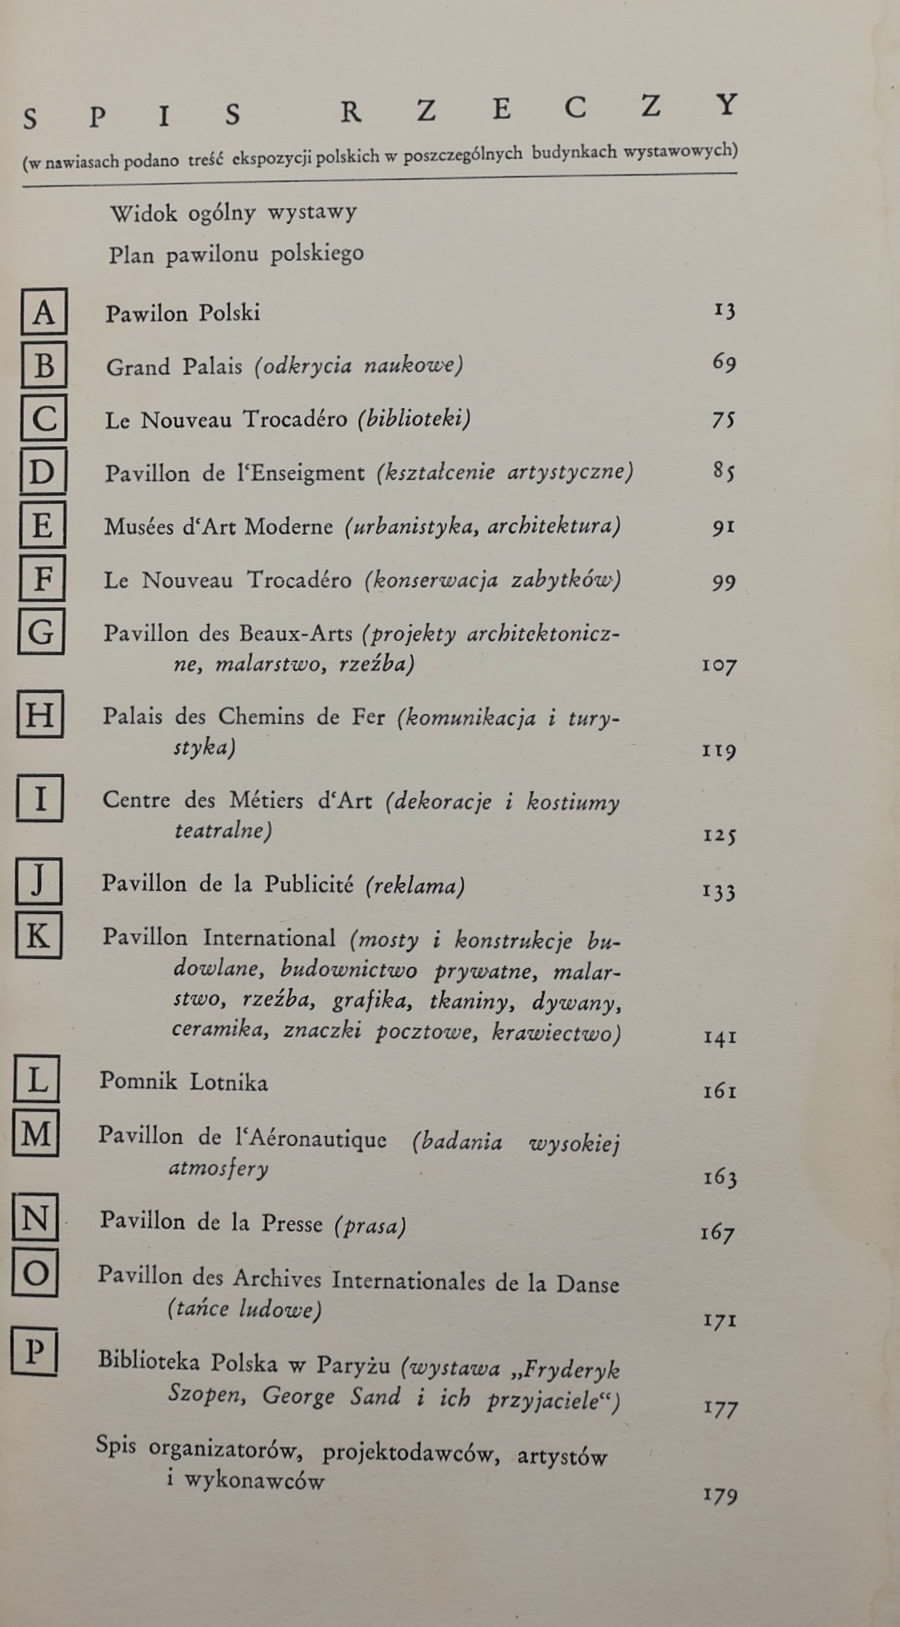 SPIS RZECZY
(w nawiasach podano treść ekspozycji polskich w poszczególnych budynkach wystawowych)
Widok ogólny wystawy
Plan pawilonu polskiego
A Pawilon Polski 13
B Grand Palais (odkrycia naukowe) 69
C Le Nouveau Trocadéro (biblioteki) 75
D Pavillon de l‘Enseigment (kształcenie artystyczne) 85
E Musées d‘Art Moderne (urbanistyka, architektura) 91
F Le Nouveau Trocadéro (konserwacja zabytków) 99
G Pavillon des Beaux-Arts (projekty architektonicz-
ne, malarstwo, rzeźba) 107
H Palais des Chemins de Fer (komunikacja i tury-
styka) 119
I Centre des Métiers d‘Art (dekoracje i kostiumy
teatralne) 125
J Pavillon de la Publicité (reklama) 133
K Pavillon International (mosty i konstrukcje bu-
dowlane, budownictwo prywatne, malar-
stwo, rzeźba, grafika, tkaniny, dywany,
ceramika, znaczki pocztowe, krawiectwo) 141
L Pomnik Lotnika 161
M Pavillon de l‘Aéronautique (badania wysokiej
atmosfery 163
N Pavillon de la Presse (prasa) 167
O Pavillon des Archives Internationales de la Danse
(tańce ludowe) 171
P Biblioteka Polska w Paryżu (wystawa „Fryderyk
Szopen, George Sand i ich przyjaciele“) 177
Spis organizatorów, projektodawców, artystów
i wykonawców 179